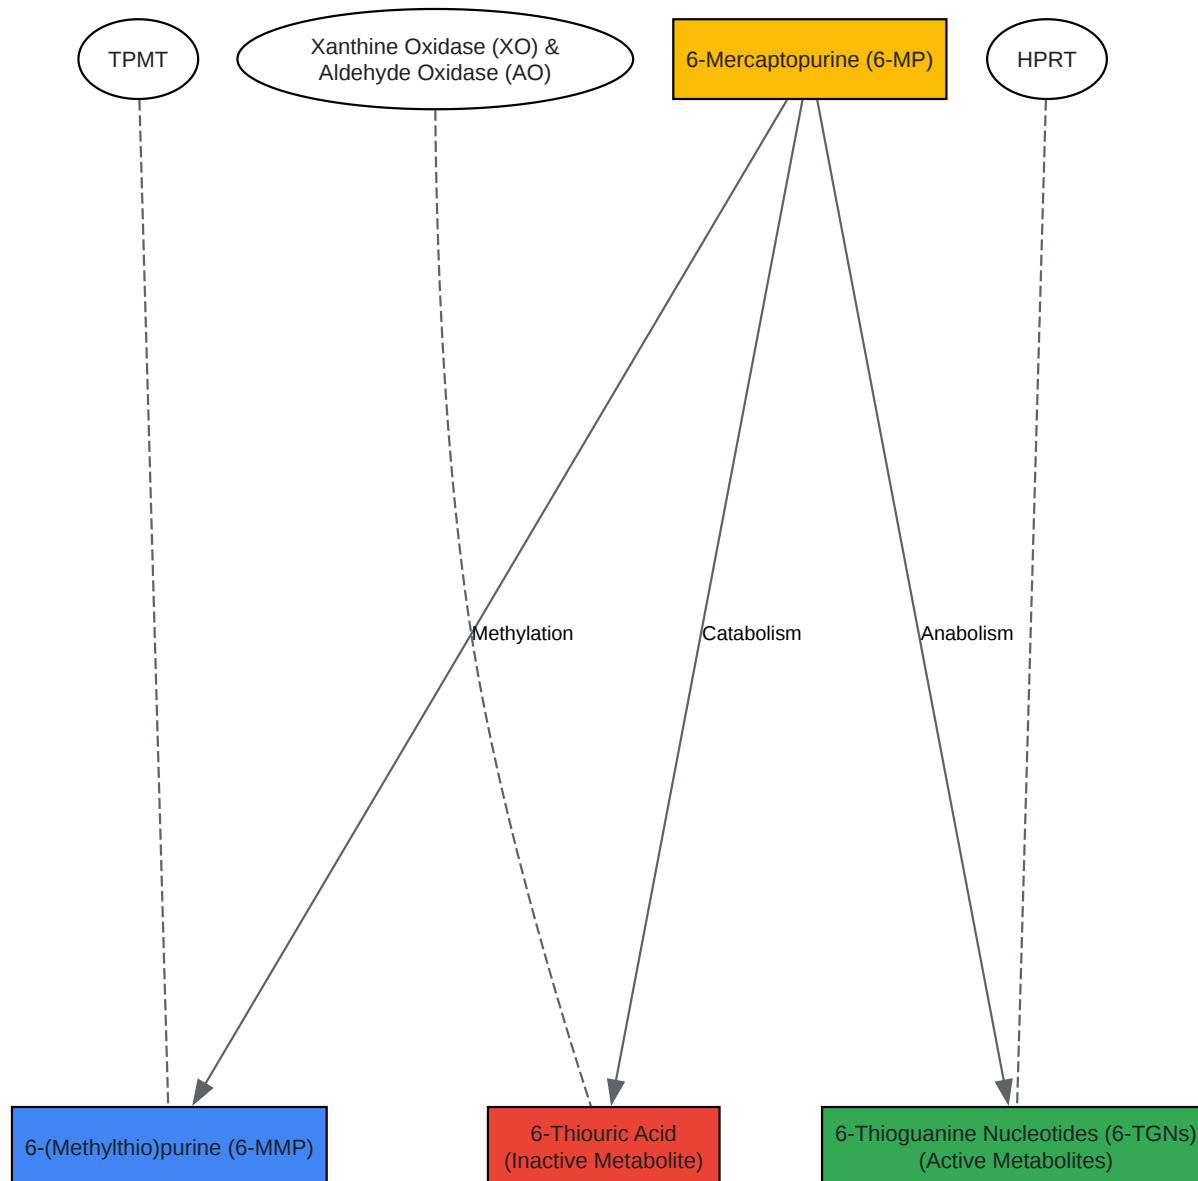 TPMT
Xanthine Oxidase (XO) &
Aldehyde Oxidase (AO)
6-Mercaptopurine (6-MP)
HPRT
Methylation
Catabolism
Anabolism
6-(Methylthio)purine (6-MMP)
6-Thiouric Acid
(Inactive Metabolite)
6-Thioguanine Nucleotides (6-TGNs)
(Active Metabolites)